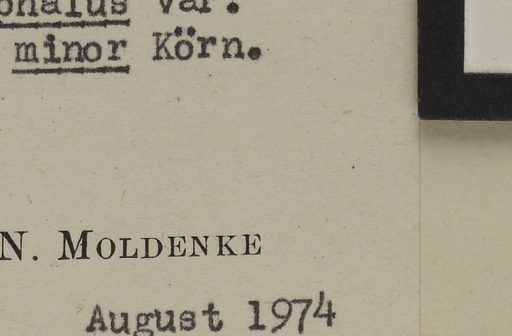 var.
minor Körn.
N. MOLDENKE
August 1974